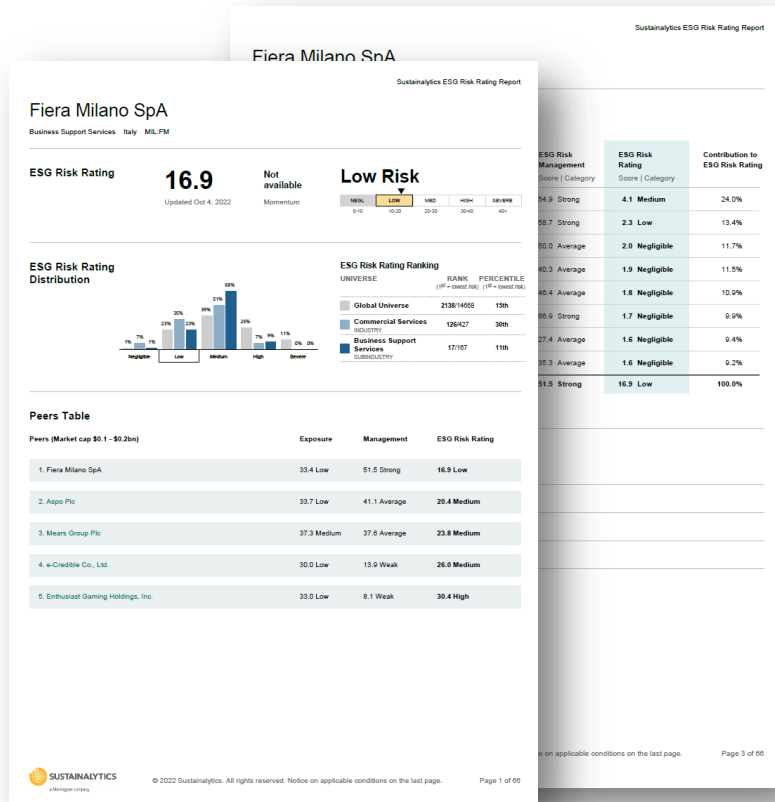 Sustainalytics ESG Risk Rating Report
Fiera Milano SpA
Sustainalytics ESG Risk Rating Report
Fiera Milano SpA
Business Support Services Italy MIL:FM
ESG Risk Rating
16.9
Updated Oct 4, 2022
Not available
Momentum
Low Risk
NEGL LOW MED HIGH SEVERE
0-10 10-20 20-30 30-40 40+
ESG Risk Rating
Distribution
1% 7% 1% 23% 35% 23% 39% 51% 68% 7% 9% 11% 0% 0%
Negligible Low Medium High Severe
ESG Risk Rating Ranking
UNIVERSE RANK PERCENTILE
(1st = lowest risk) (1st = lowest risk)
Global Universe 2138/14668 15th
Commercial Services 126/427 30th
INDUSTRY
Business Support
Services 17/167 11th
SUBINDUSTRY
Peers Table
Peers (Market cap $0.1 - $0.2bn) Exposure Management ESG Risk Rating
1. Fiera Milano SpA 33.4 Low 51.5 Strong 16.9 Low
2. Aspo Plc 33.7 Low 41.1 Average 20.4 Medium
3. Mears Group Plc 37.3 Medium 37.6 Average 23.8 Medium
4. e-Credible Co., Ltd. 30.0 Low 13.9 Weak 26.0 Medium
5. Enthusiast Gaming Holdings, Inc. 33.0 Low 8.1 Weak 30.4 High
SUSTAINALYTICS
a Morningstar company
© 2022 Sustainalytics. All rights reserved. Notice on applicable conditions on the last page. Page 1 of 66
ESG Risk
Management
Score | Category
ESG Risk
Rating
Score | Category
Contribution to
ESG Risk Rating
54.9 Strong 4.1 Medium 24.0%
58.7 Strong 2.3 Low 13.4%
50.0 Average 2.0 Negligible 11.7%
40.3 Average 1.9 Negligible 11.5%
46.4 Average 1.8 Negligible 10.9%
Strong 1.7 Negligible 9.9%
27.4 Average 1.6 Negligible 9.4%
35.3 Average 1.6 Negligible 9.2%
51.5 Strong 16.9 Low 100.0%
on applicable conditions on the last page. Page 3 of 66